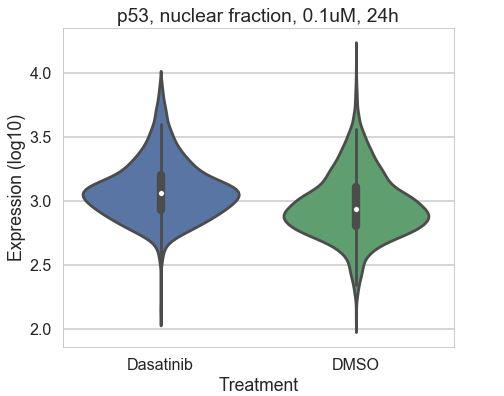 p53, nuclear fraction, 0.1uM, 24h
Expression (log10)
4.0
3.5
3.0
2.5
2.0
Dasatinib DMSO
Treatment